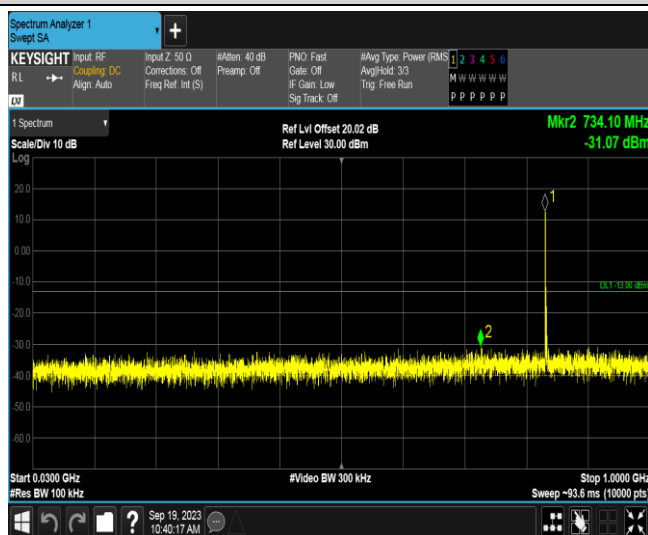 Spectrum Analyzer 1
Swept SA
+
KEYSIGHT
RL
LXI
Input: RF
Coupling: DC
Align: Auto
Input Z: 50 Ω
Corrections: Off
Freq Ref: Int (S)
#Atten: 40 dB
Preamp: Off
PNO: Fast
Gate: Off
IF Gain: Low
Sig Track: Off
#Avg Type: Power (RMS
Avg|Hold: 3/3
Trig: Free Run
1 2 3 4 5 6
M W W W W W
P P P P P P
1 Spectrum
Scale/Div 10 dB
Log
Ref Lvl Offset 20.02 dB
Ref Level 30.00 dBm
Mkr2 734.10 MHz
-31.07 dBm
20.0
10.0
0.00
-10.0
-20.0
-30.0
-40.0
-50.0
-60.0
1
DL1 -13.00 dBm
2
Start 0.0300 GHz
#Res BW 100 kHz
#Video BW 300 kHz
Stop 1.0000 GHz
Sweep ~93.6 ms (10000 pts)
?
Sep 19, 2023
10:40:17 AM